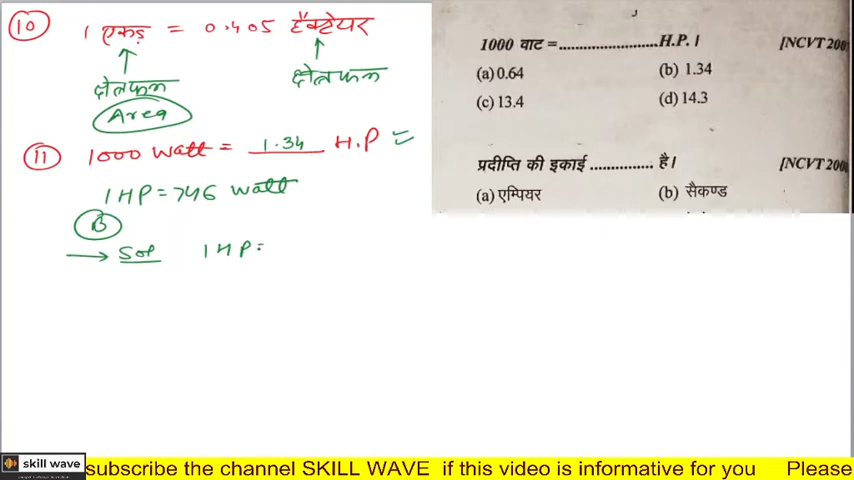 10 1 एकड़ = 0.405 हैक्टेयर
क्षेत्रफल क्षेत्रफल
Area
11 1000 watt = 1.34 H.P
1 HP = 746 watt
B
→ Sol 1 HP=
1000 वाट =........................H.P. ।
(a) 0.64 (b) 1.34
(c) 13.4 (d) 14.3
[NCVT 200
प्रदीप्ति की इकाई ............... है।
(a) एम्पियर (b) सैकण्ड
[NCVT 200
skill wave
subscribe the channel SKILL WAVE if this video is informative for you Please